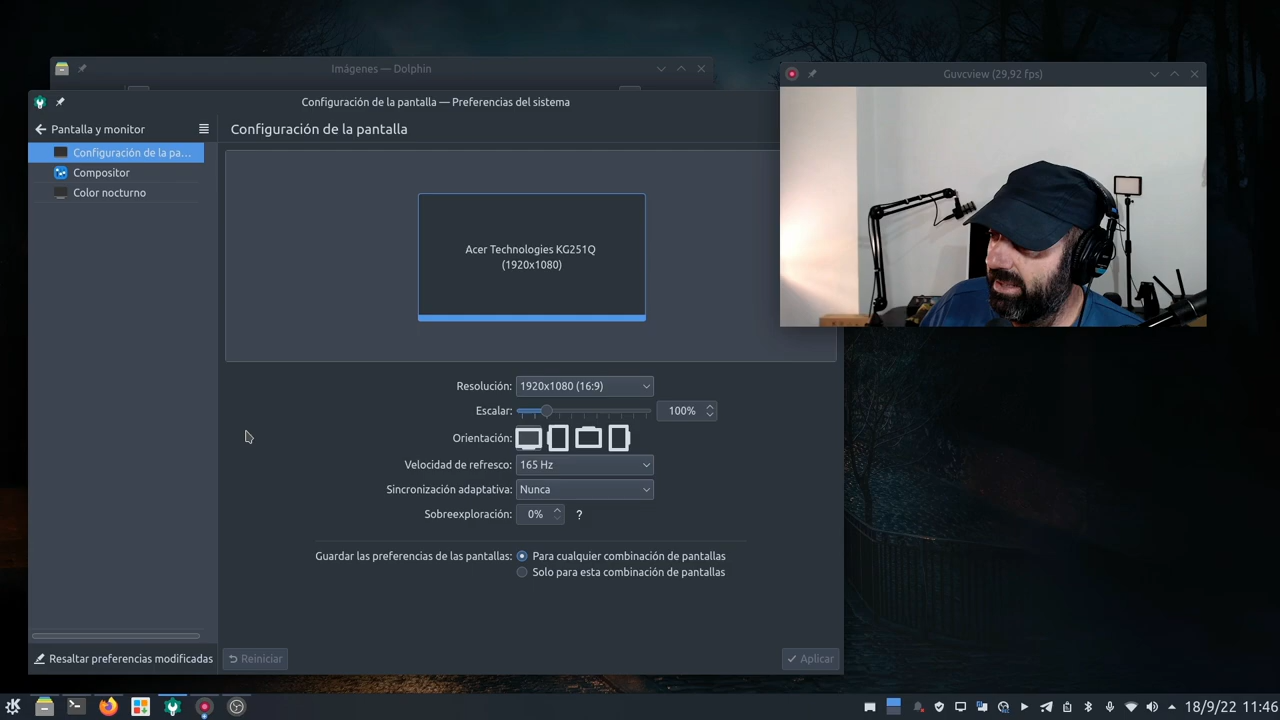 Imágenes — Dolphin
Guvcview (29,92 fps)
Configuración de la pantalla — Preferencias del sistema
Pantalla y monitor
Configuración de la pantalla
Configuración de la pa...
Compositor
Color nocturno
Acer Technologies KG251Q
(1920x1080)
Resolución: 1920x1080 (16:9)
Escalar: 100%
Orientación:
Velocidad de refresco: 165 Hz
Sincronización adaptativa: Nunca
Sobreexploración: 0% ?
Guardar las preferencias de las pantallas: Para cualquier combinación de pantallas
Solo para esta combinación de pantallas
Resaltar preferencias modificadas
Reiniciar
Aplicar
18/9/22 11:46